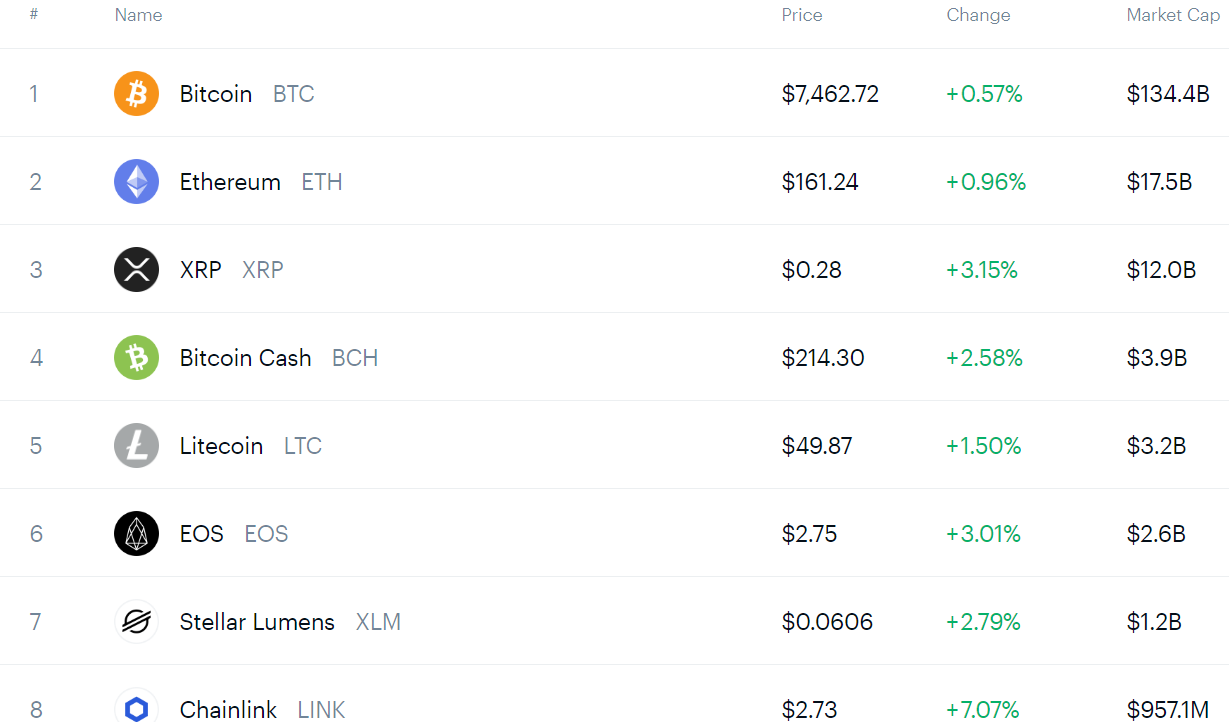 # Name Price Change Market Cap
1 Bitcoin BTC $7,462.72 +0.57% $134.4B
2 Ethereum ETH $161.24 +0.96% $17.5B
3 XRP XRP $0.28 +3.15% $12.0B
4 Bitcoin Cash BCH $214.30 +2.58% $3.9B
5 Litecoin LTC $49.87 +1.50% $3.2B
6 EOS EOS $2.75 +3.01% $2.6B
7 Stellar Lumens XLM $0.0606 +2.79% $1.2B
8 Chainlink LINK $2.73 +7.07% $957.1M